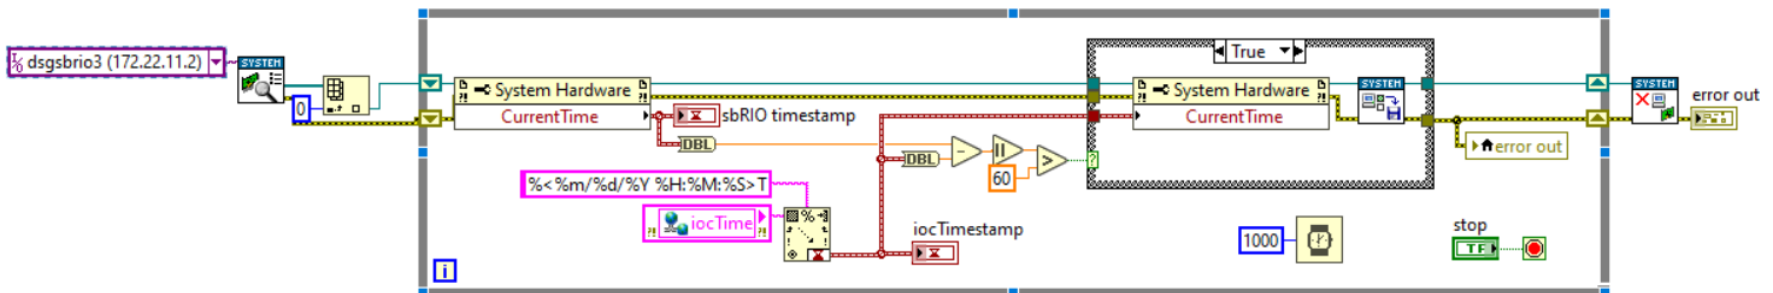 dsgsbrio3 (172.22.11.2)
SYSTEM
0
System Hardware
CurrentTime
sbRIO timestamp
DBL
%<%m/%d/%Y %H:%M:%S>T
iocTime
DBL
60
iocTimestamp
True
System Hardware
CurrentTime
SYSTEM
error out
1000
stop
TF
i
SYSTEM
error out